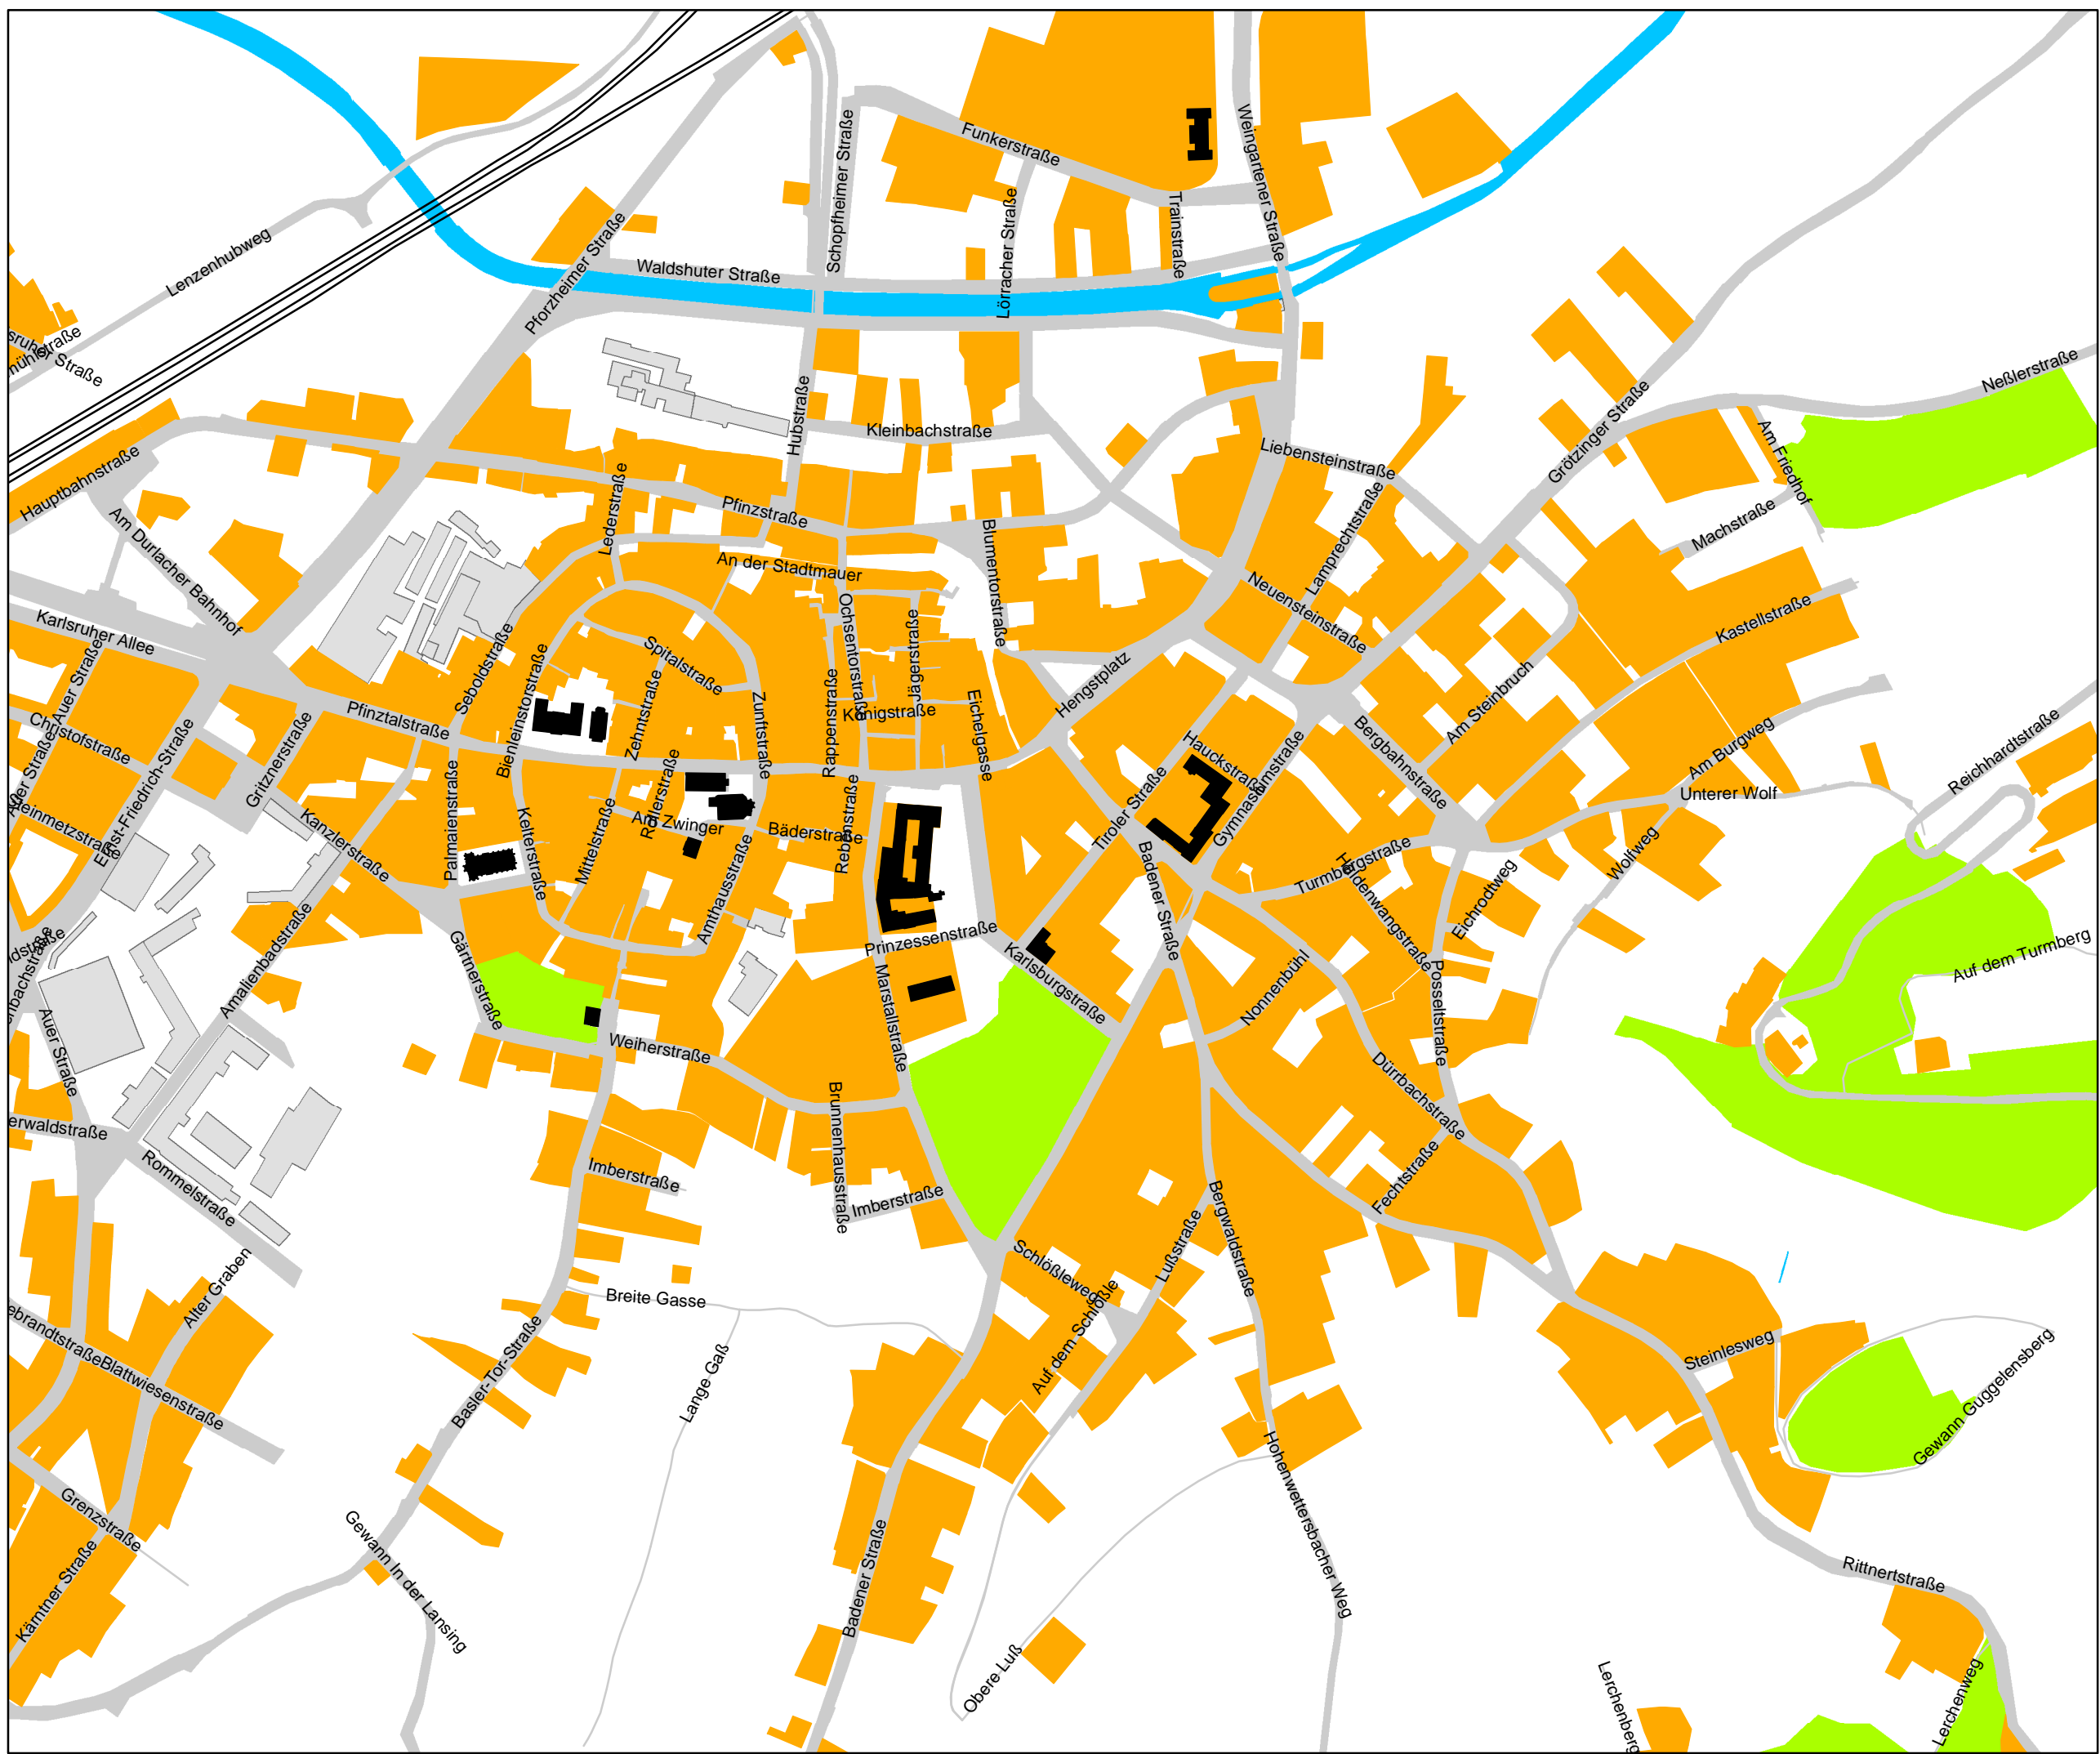 Funkerstraße
Weingartener Straße
Schopfheimer Straße
Trainstraße
Lörracher Straße
Lenzenhubweg
Pforzheimer Straße
Waldshuter Straße
Neßlerstraße
Hubstraße
Kleinbachstraße
Grötzinger Straße
Liebensteinstraße
Am Friedhof
Hauptbahnstraße
Lederstraße
Pfinzstraße
Lamprechtstraße
Machstraße
Am Durlacher Bahnhof
An der Stadtmauer
Blumentorstraße
Neuensteinstraße
Ochsentorstraße
Jägerstraße
Kastellstraße
Karlsruher Allee
Auer Straße
Seboldstraße
Bienleinstorstraße
Spitalstraße
Zehntstraße
Zunftstraße
Rappenstraße
Königstraße
Eichelgasse
Hengstplatz
Am Steinbruch
Christofstraße
Pfinztalstraße
Gritznerstraße
Ernst-Friedrich-Straße
Hauckstraße
Bergbahnstraße
Am Burgweg
Reichhardtstraße
Unterer Wolf
Gymnasiumstraße
Tiroler Straße
Kanzlerstraße
Palmaienstraße
Kelterstraße
Mittelstraße
Am Zwinger
Bäderstraße
Rebenstraße
Amthausstraße
Badener Straße
Turmbergstraße
Wolfweg
Eichrodtweg
Amalienbadstraße
Gärtnerstraße
Prinzessenstraße
Karlsburgstraße
Nonnenbühl
Posseltstraße
Auf dem Turmberg
Auer Straße
Weiherstraße
Marstallstraße
Brunnenhausstraße
Dürrbachstraße
Fechtstraße
Rommelstraße
Imberstraße
Imberstraße
Alter Graben
Schlößleweg
Lußstraße
Bergwaldstraße
Auf dem Schlößle
Breite Gasse
Lange Gaß
Basler-Tor-Straße
Blattwiesenstraße
Steinlesweg
Gewann Guggelensberg
Grenzstraße
Hohenwettersbacher Weg
Gewann In der Lansing
Kärntner Straße
Badener Straße
Obere Luß
Rittnertstraße
Lerchenberg
Lerchenweg